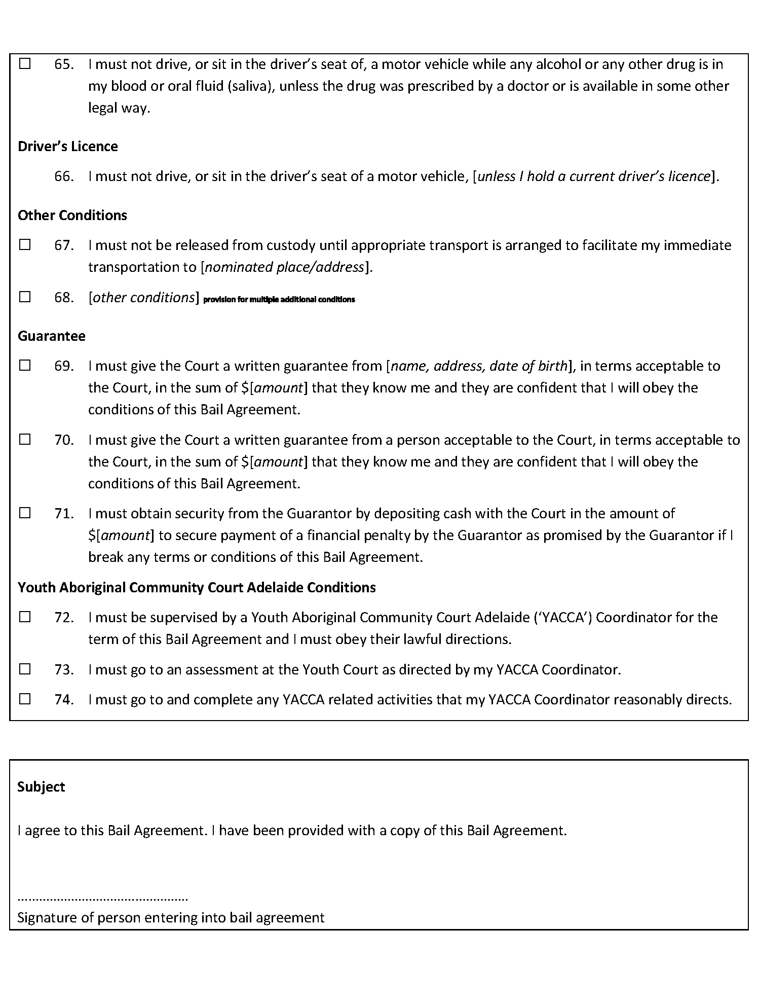 ☐ 65. I must not drive, or sit in the driver’s seat of, a motor vehicle while any alcohol or any other drug is in
my blood or oral fluid (saliva), unless the drug was prescribed by a doctor or is available in some other
legal way.
Driver’s Licence
66. I must not drive, or sit in the driver’s seat of a motor vehicle, [unless I hold a current driver’s licence].
Other Conditions
☐ 67. I must not be released from custody until appropriate transport is arranged to facilitate my immediate
transportation to [nominated place/address].
☐ 68. [other conditions] provision for multiple additional conditions
Guarantee
☐ 69. I must give the Court a written guarantee from [name, address, date of birth], in terms acceptable to
the Court, in the sum of $[amount] that they know me and they are confident that I will obey the
conditions of this Bail Agreement.
☐ 70. I must give the Court a written guarantee from a person acceptable to the Court, in terms acceptable to
the Court, in the sum of $[amount] that they know me and they are confident that I will obey the
conditions of this Bail Agreement.
☐ 71. I must obtain security from the Guarantor by depositing cash with the Court in the amount of
$[amount] to secure payment of a financial penalty by the Guarantor as promised by the Guarantor if I
break any terms or conditions of this Bail Agreement.
Youth Aboriginal Community Court Adelaide Conditions
☐ 72. I must be supervised by a Youth Aboriginal Community Court Adelaide (‘YACCA’) Coordinator for the
term of this Bail Agreement and I must obey their lawful directions.
☐ 73. I must go to an assessment at the Youth Court as directed by my YACCA Coordinator.
☐ 74. I must go to and complete any YACCA related activities that my YACCA Coordinator reasonably directs.
Subject
I agree to this Bail Agreement. I have been provided with a copy of this Bail Agreement.
................................................
Signature of person entering into bail agreement